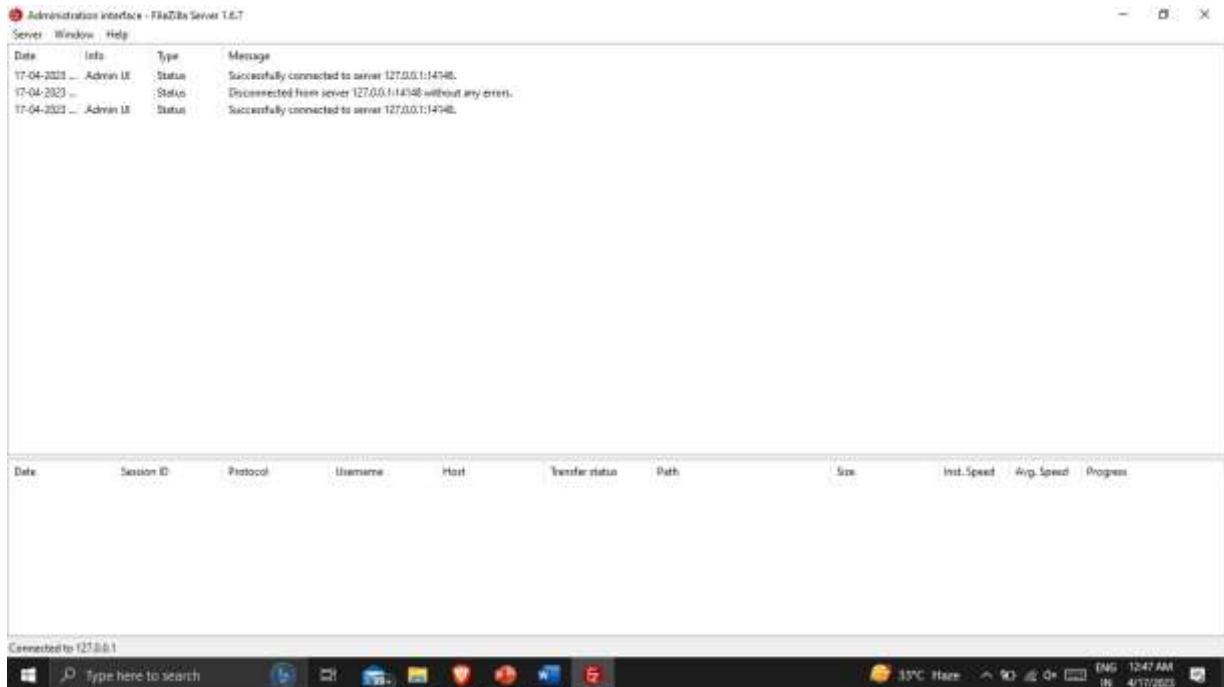 Administration interface - FileZilla Server 1.6.7
Server Window Help
Date Info Type Message
17-04-2023 ... Admin UI Status Successfully connected to server 127.0.0.1:14148.
17-04-2023 ... Status Disconnected from server 127.0.0.1:14148 without any errors.
17-04-2023 ... Admin UI Status Successfully connected to server 127.0.0.1:14148.
Date Session ID Protocol Username Host Transfer status Path Size Inst. Speed Avg. Speed Progress
Connected to 127.0.0.1
Type here to search 33°C Haze ENG 12:47 AM
IN 4/17/2023